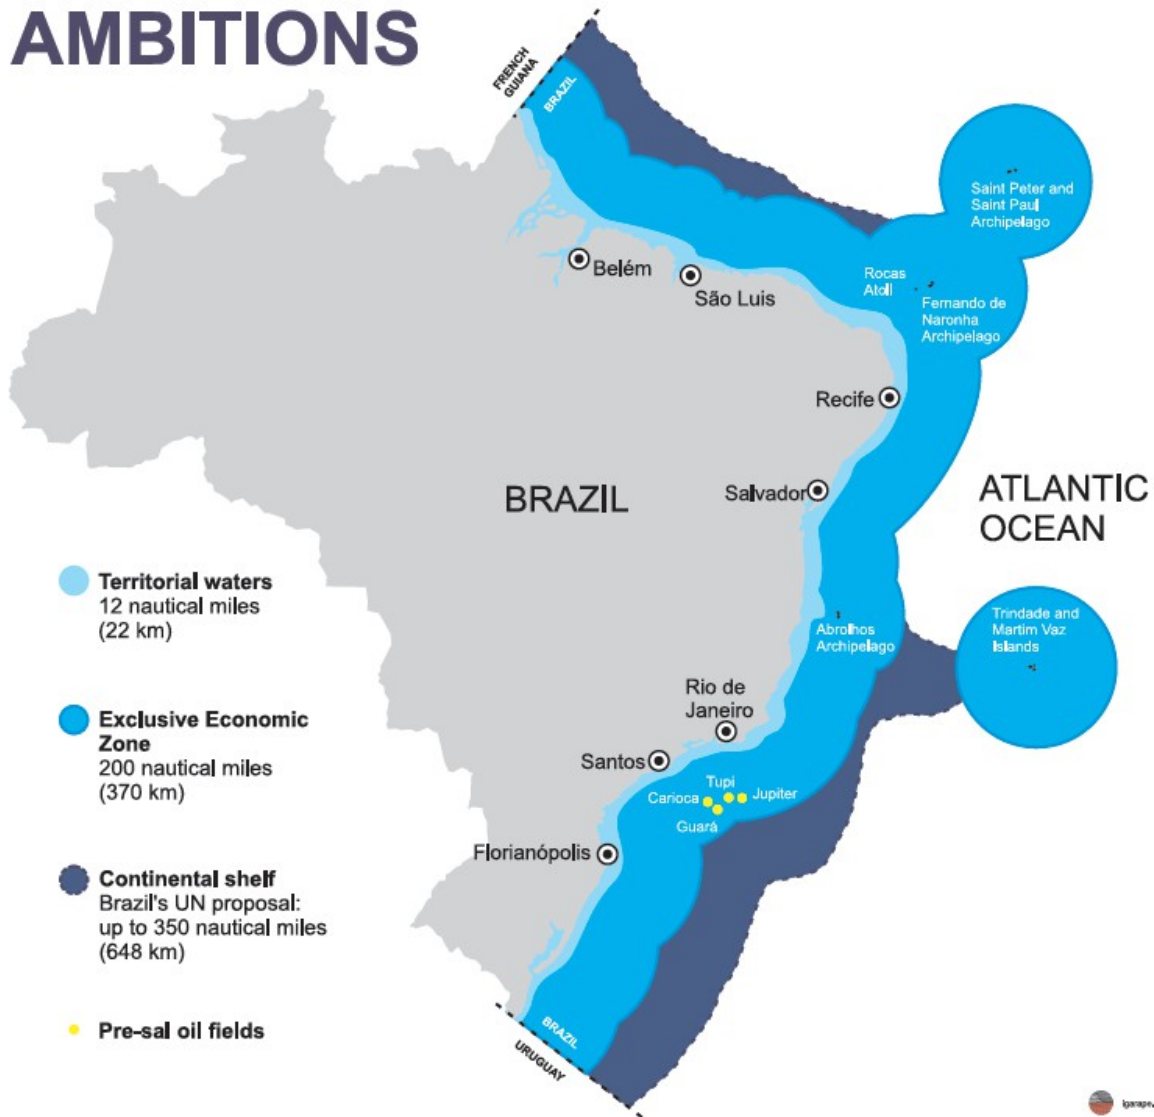 AMBITIONS
FRENCH
GUIANA
BRAZIL
Saint Peter and
Saint Paul
Archipelago
Belém
São Luis
Rocas
Atoll
Fernando de
Naronha
Archipelago
Recife
BRAZIL
Salvador
ATLANTIC
OCEAN
Territorial waters
12 nautical miles
(22 km)
Abrolhos
Archipelago
Trindade and
Martim Vaz
Islands
Exclusive Economic
Zone
200 nautical miles
(370 km)
Rio de
Janeiro
Santos
Tupi
Carioca
Jupiter
Guará
Florianópolis
Continental shelf
Brazil's UN proposal:
up to 350 nautical miles
(648 km)
Pre-sal oil fields
BRAZIL
URUGUAY
Igarape.